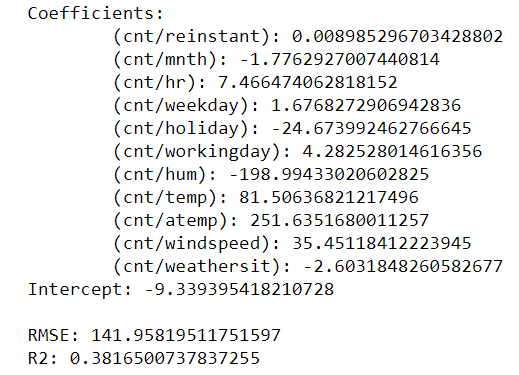 Coefficients:
(cnt/reinstant): 0.008985296703428802
(cnt/mnth): -1.7762927007440814
(cnt/hr): 7.466474062818152
(cnt/weekday): 1.6768272906942836
(cnt/holiday): -24.673992462766645
(cnt/workingday): 4.282528014616356
(cnt/hum): -198.99433020602825
(cnt/temp): 81.50636821217496
(cnt/atemp): 251.6351680011257
(cnt/windspeed): 35.45118412223945
(cnt/weathersit): -2.6031848260582677
Intercept: -9.339395418210728
RMSE: 141.95819511751597
R2: 0.3816500737837255